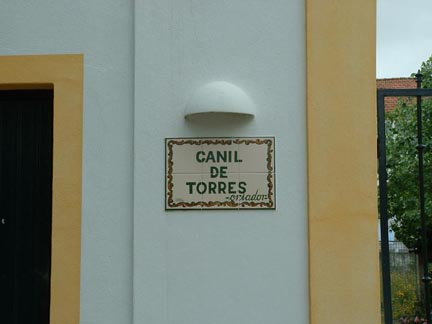 CANIL
DE
TORRES
-criador-